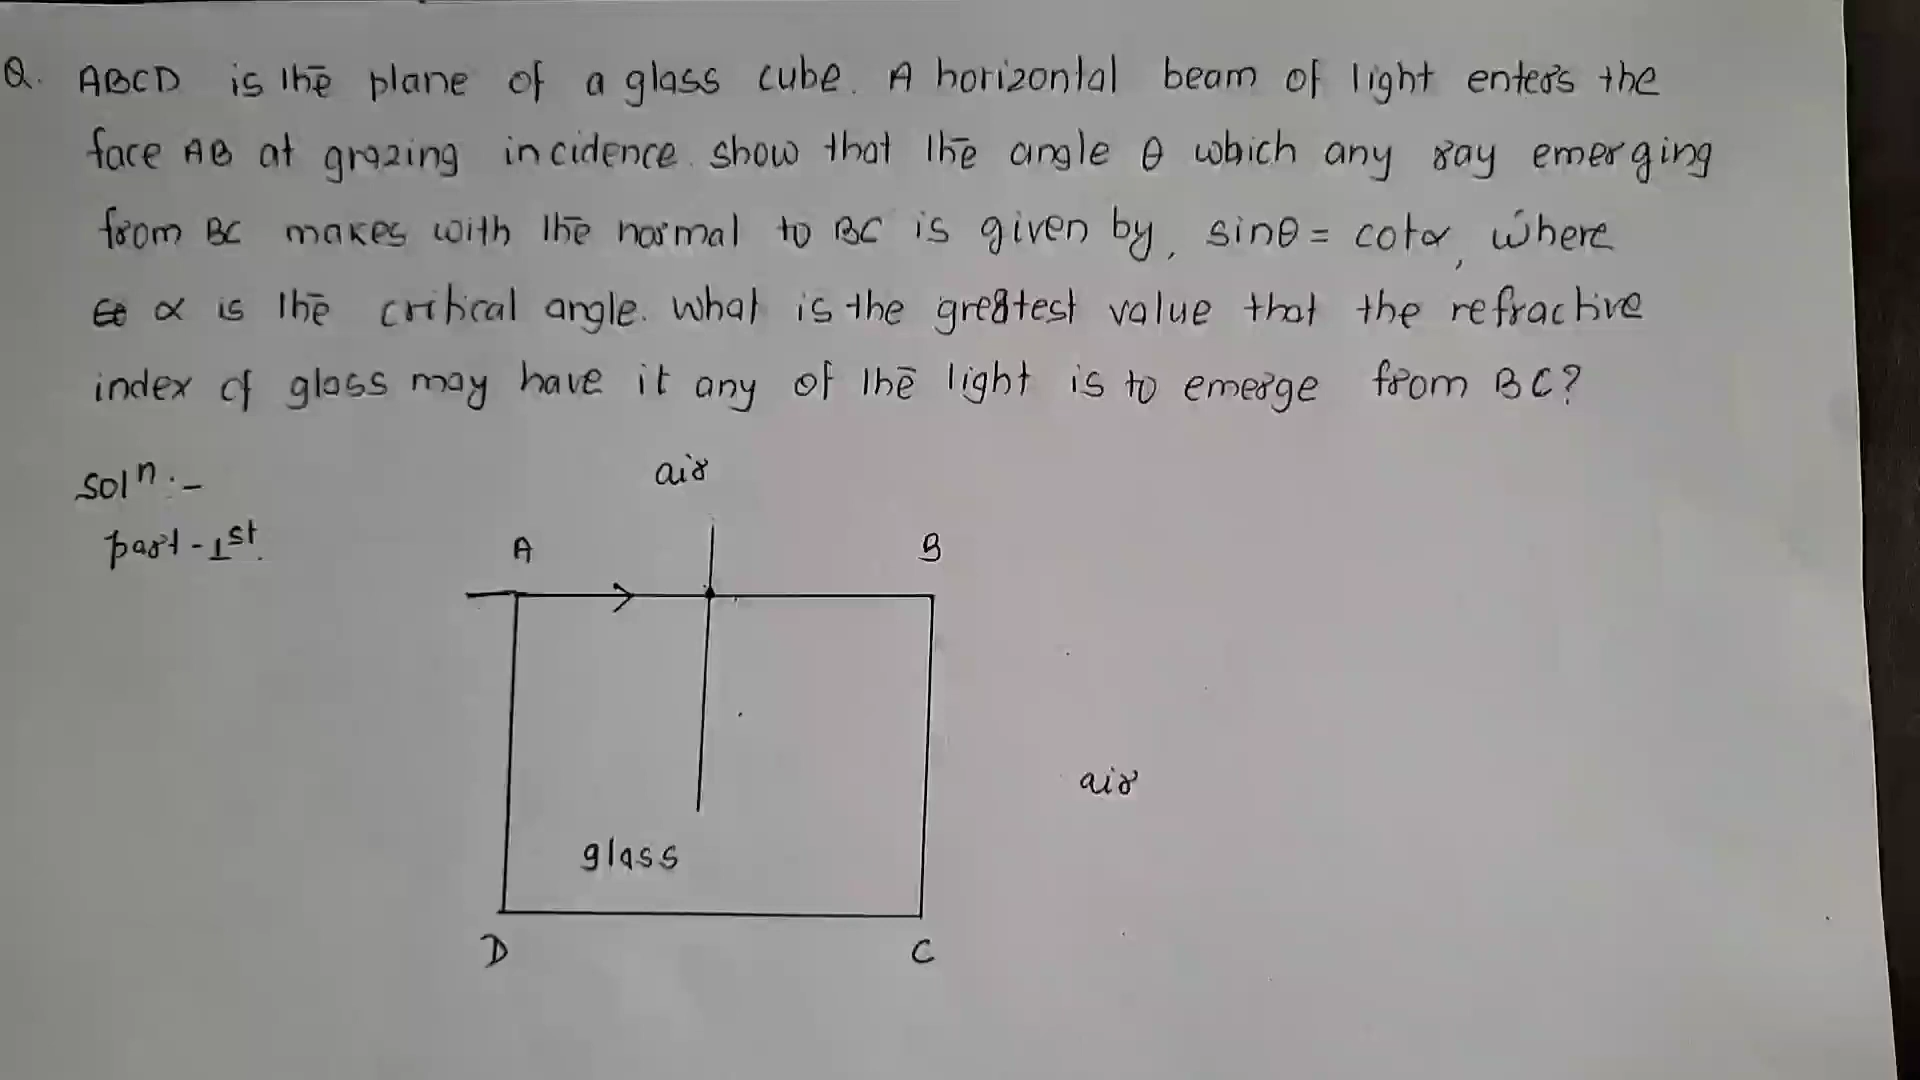 Q. ABCD is the plane of a glass cube. A horizontal beam of light enters the
face AB at grazing incidence. show that the angle θ which any ray emerging
from BC makes with the normal to BC is given by, sinθ = cotα, where
α is the critical angle. what is the greatest value that the refractive
index of glass may have it any of the light is to emerge from BC?
Solⁿ.-
air
part-1st.
A B
air
glass
D C